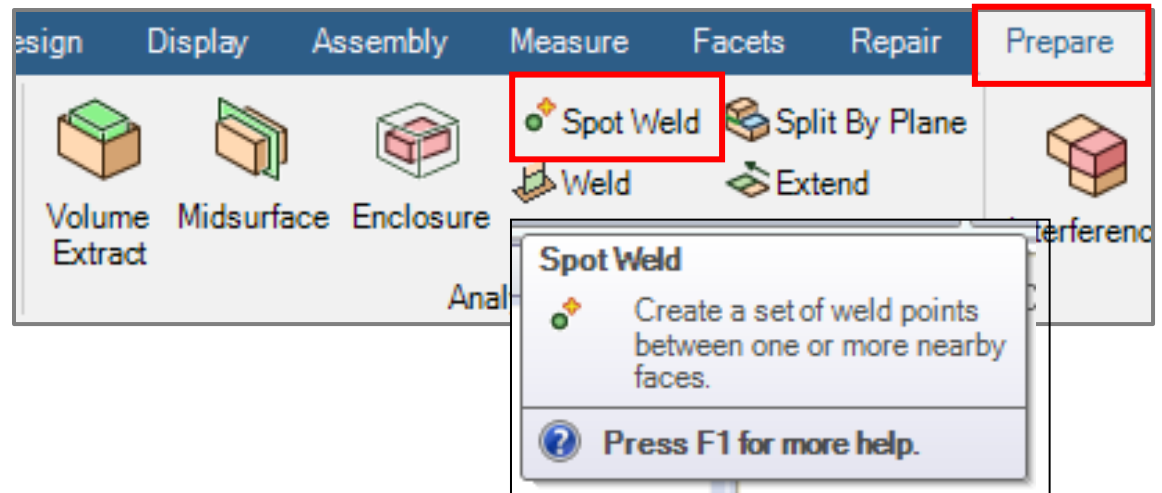 esign Display Assembly Measure Facets Repair Prepare
Spot Weld Split By Plane
Weld Extend
Volume Midsurface Enclosure
Extract
Spot Weld
Create a set of weld points
between one or more nearby
faces.
Press F1 for more help.